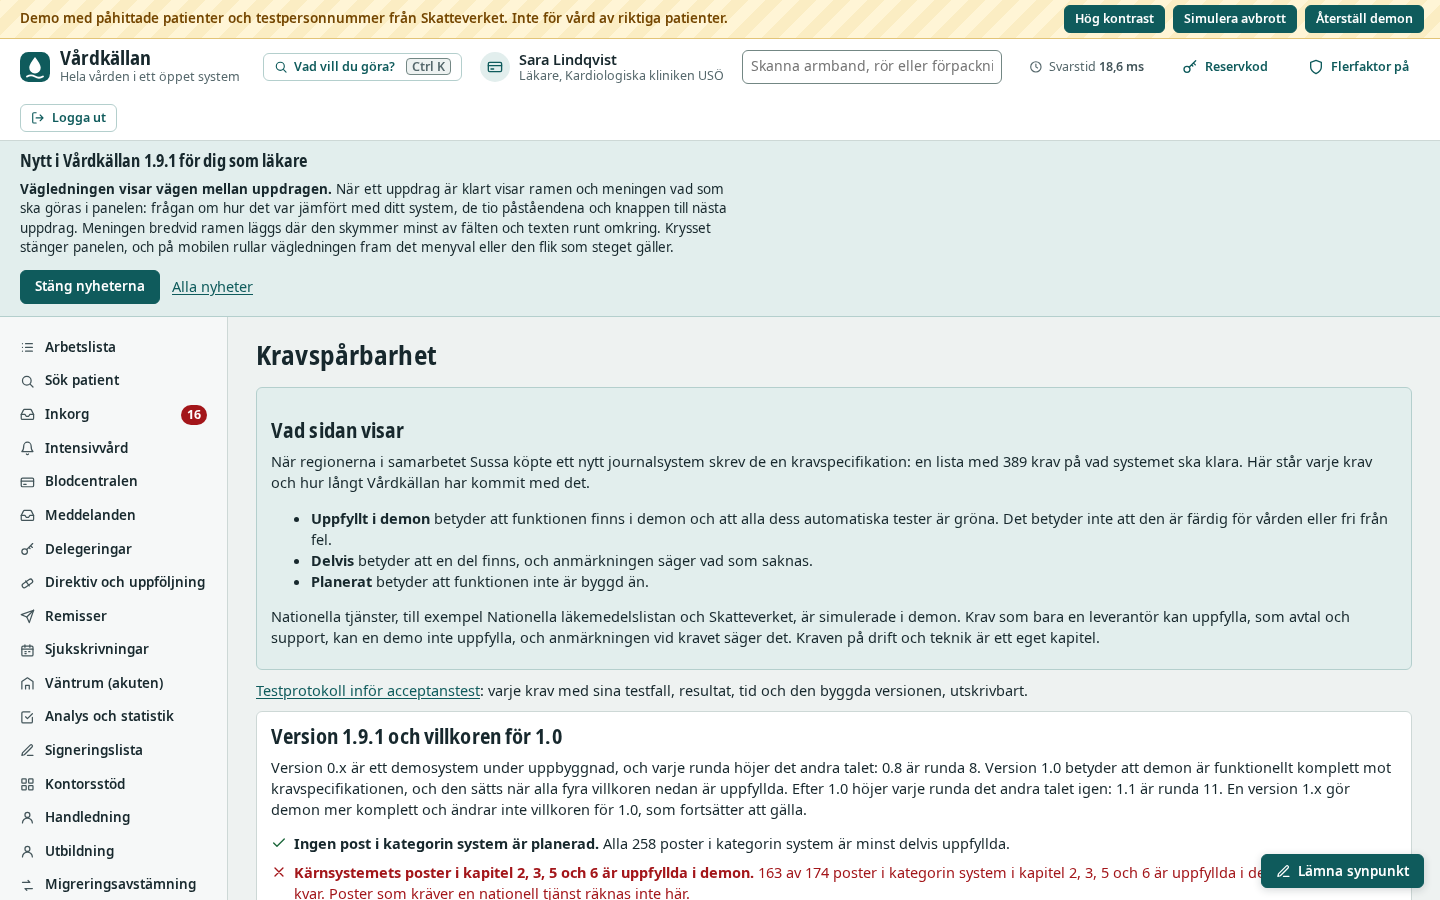 Demo med påhittade patienter och testpersonnummer från Skatteverket. Inte för vård av riktiga patienter.
Hög kontrast
Simulera avbrott
Återställ demon
Vårdkällan
Hela vården i ett öppet system
Vad vill du göra? Ctrl K
Sara Lindqvist
Läkare, Kardiologiska kliniken USÖ
Skanna armband, rör eller förpackni
Svarstid 18,6 ms
Reservkod
Flerfaktor på
Logga ut
Nytt i Vårdkällan 1.9.1 för dig som läkare
Vägledningen visar vägen mellan uppdragen. När ett uppdrag är klart visar ramen och meningen vad som
ska göras i panelen: frågan om hur det var jämfört med ditt system, de tio påståendena och knappen till nästa
uppdrag. Meningen bredvid ramen läggs där den skymmer minst av fälten och texten runt omkring. Krysset
stänger panelen, och på mobilen rullar vägledningen fram det menyval eller den flik som steget gäller.
Stäng nyheterna
Alla nyheter
Arbetslista
Sök patient
Inkorg 16
Intensivvård
Blodcentralen
Meddelanden
Delegeringar
Direktiv och uppföljning
Remisser
Sjukskrivningar
Väntrum (akuten)
Analys och statistik
Signeringslista
Kontorsstöd
Handledning
Utbildning
Migreringsavstämning
Kravspårbarhet
Vad sidan visar
När regionerna i samarbetet Sussa köpte ett nytt journalsystem skrev de en kravspecifikation: en lista med 389 krav på vad systemet ska klara. Här står varje krav
och hur långt Vårdkällan har kommit med det.
Uppfyllt i demon betyder att funktionen finns i demon och att alla dess automatiska tester är gröna. Det betyder inte att den är färdig för vården eller fri från
fel.
Delvis betyder att en del finns, och anmärkningen säger vad som saknas.
Planerat betyder att funktionen inte är byggd än.
Nationella tjänster, till exempel Nationella läkemedelslistan och Skatteverket, är simulerade i demon. Krav som bara en leverantör kan uppfylla, som avtal och
support, kan en demo inte uppfylla, och anmärkningen vid kravet säger det. Kraven på drift och teknik är ett eget kapitel.
Testprotokoll inför acceptanstest: varje krav med sina testfall, resultat, tid och den byggda versionen, utskrivbart.
Version 1.9.1 och villkoren för 1.0
Version 0.x är ett demosystem under uppbyggnad, och varje runda höjer det andra talet: 0.8 är runda 8. Version 1.0 betyder att demon är funktionellt komplett mot
kravspecifikationen, och den sätts när alla fyra villkoren nedan är uppfyllda. Efter 1.0 höjer varje runda det andra talet igen: 1.1 är runda 11. En version 1.x gör
demon mer komplett och ändrar inte villkoren för 1.0, som fortsätter att gälla.
Ingen post i kategorin system är planerad. Alla 258 poster i kategorin system är minst delvis uppfyllda.
Kärnsystemets poster i kapitel 2, 3, 5 och 6 är uppfyllda i demon. 163 av 174 poster i kategorin system i kapitel 2, 3, 5 och 6 är uppfyllda i
kvar. Poster som kräver en nationell tjänst räknas inte här.
Lämna synpunkt